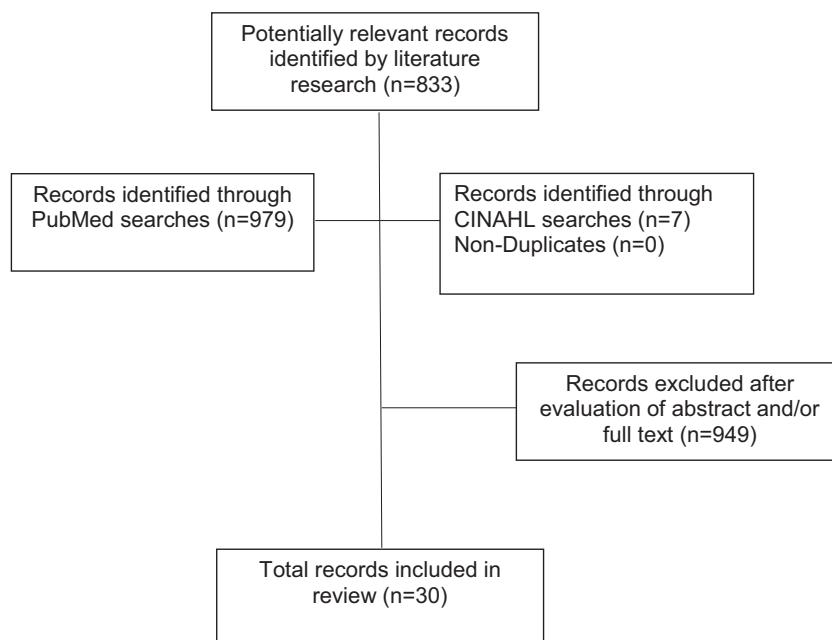 Potentially relevant records
identified by literature
research (n=833)
Records identified through
PubMed searches (n=979)
Records identified through
CINAHL searches (n=7)
Non-Duplicates (n=0)
Records excluded after
evaluation of abstract and/or
full text (n=949)
Total records included in
review (n=30)